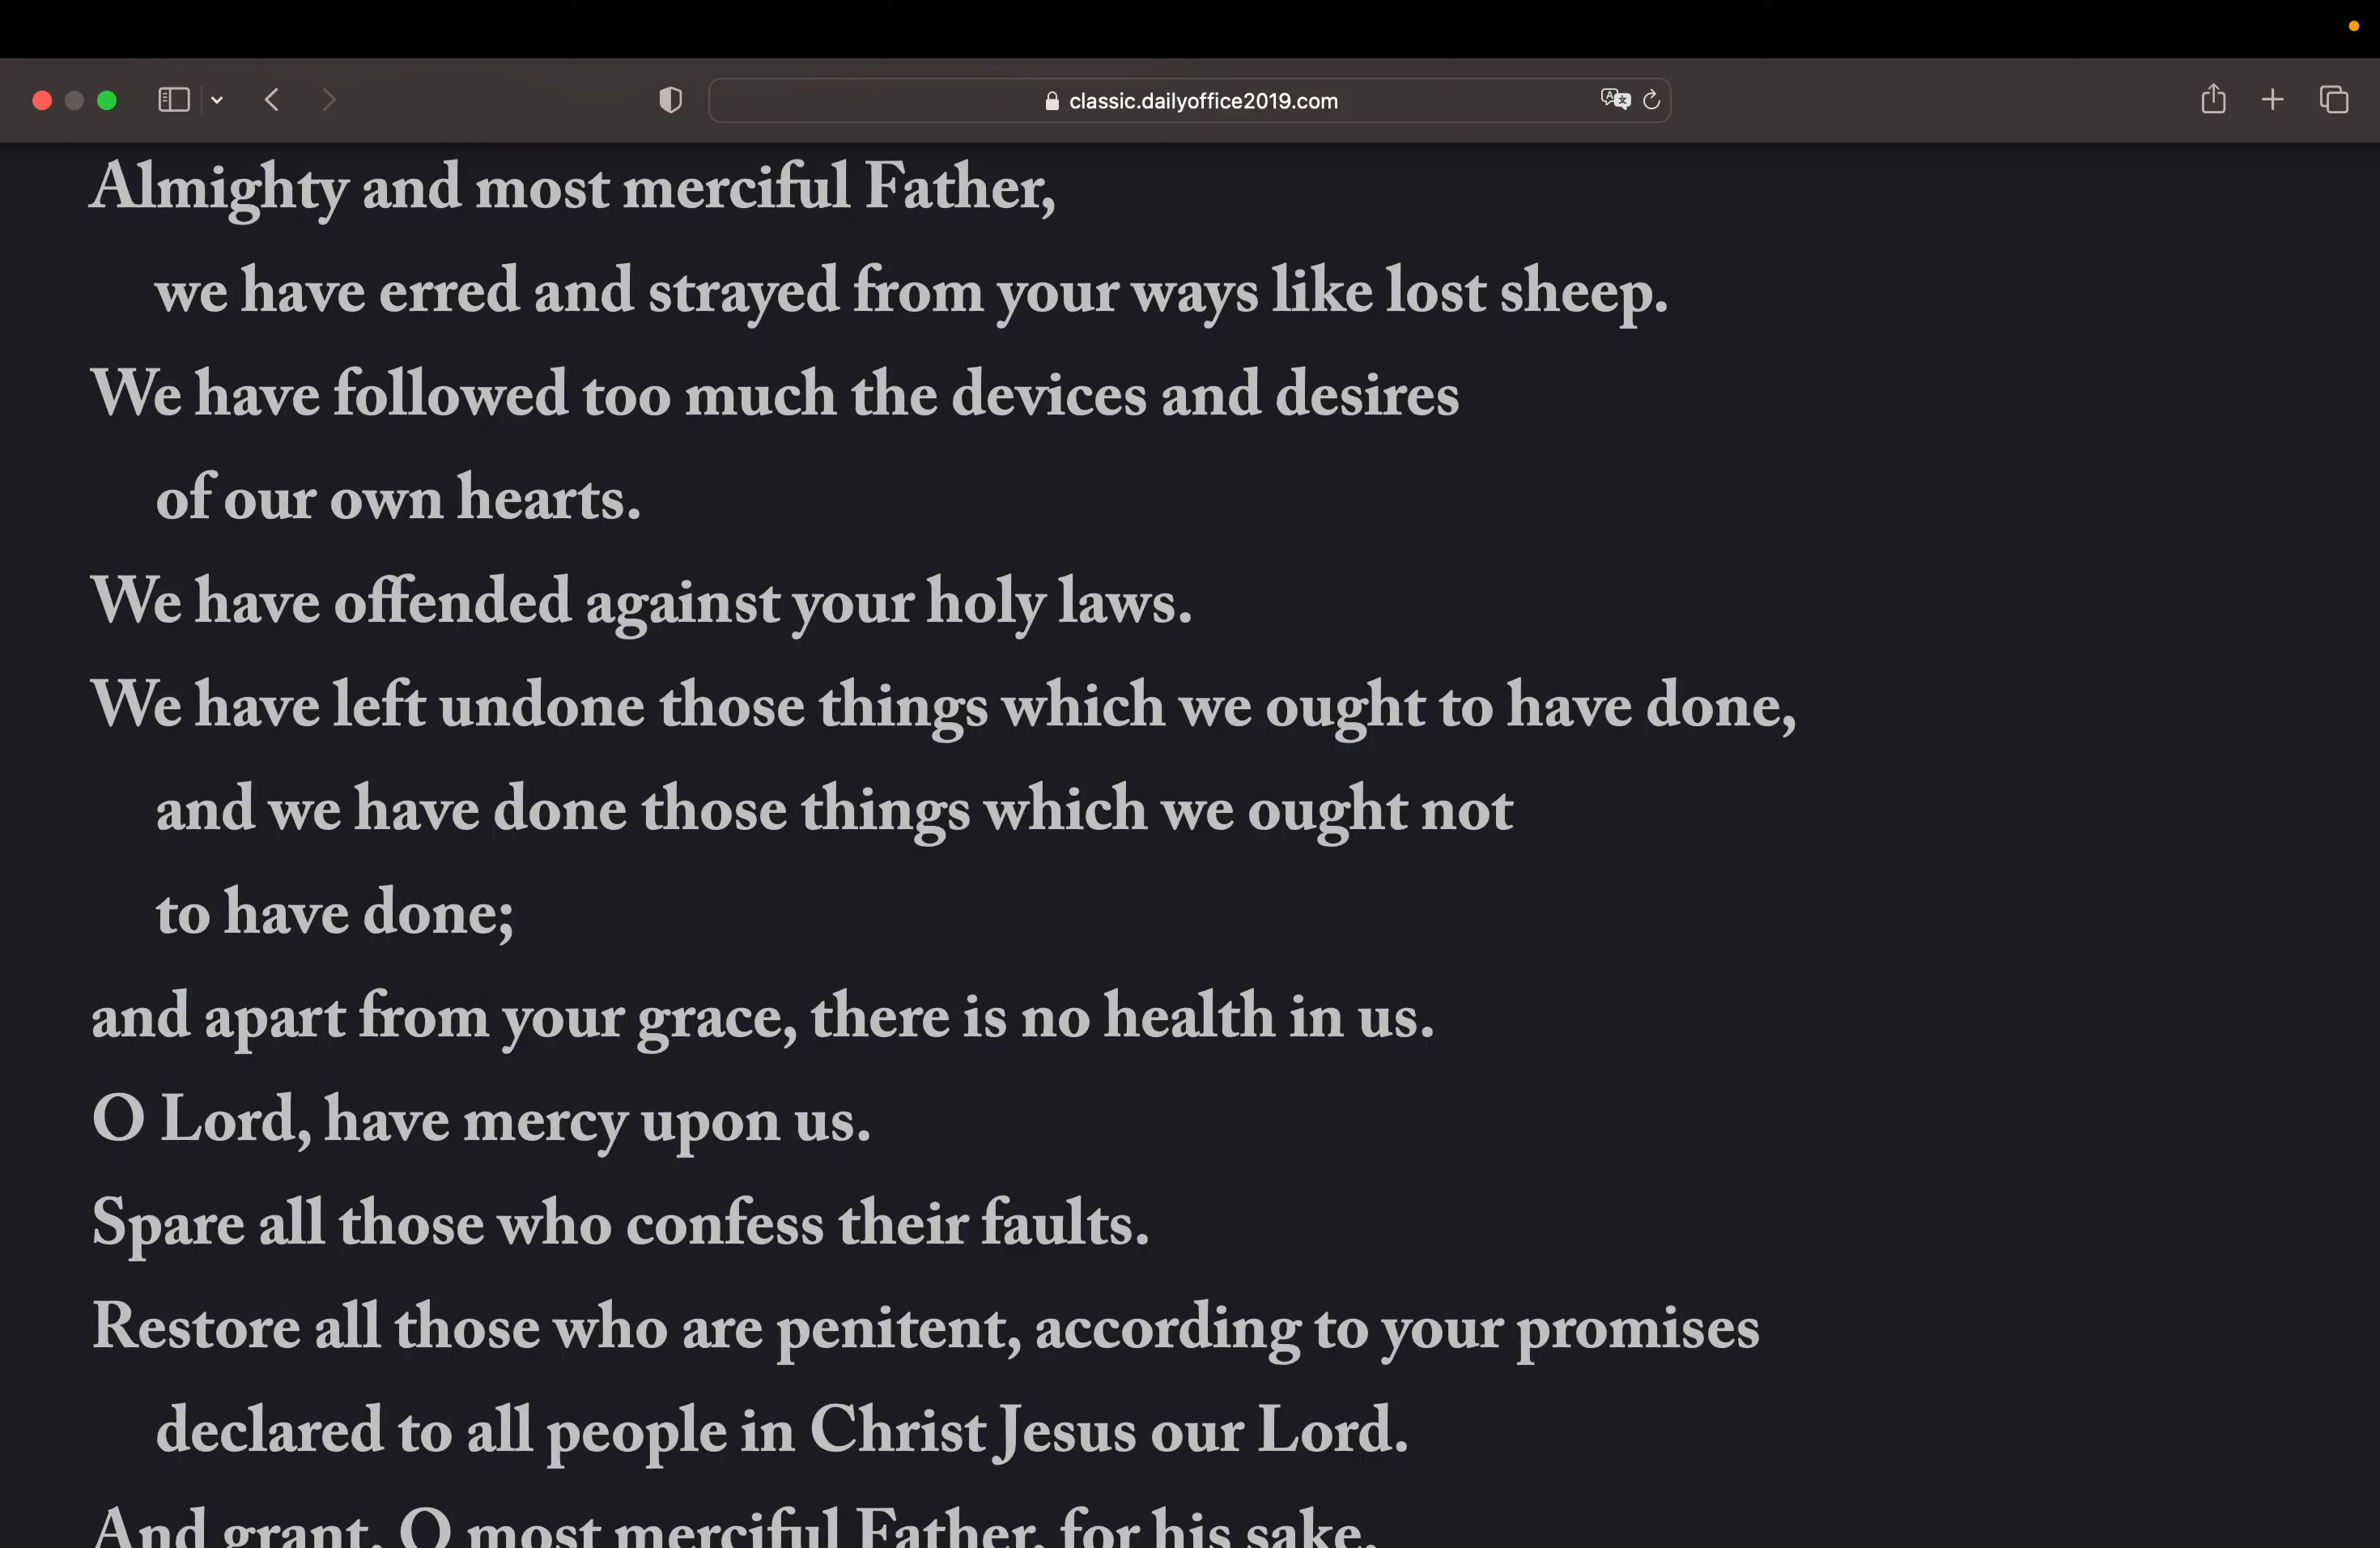 classic.dailyoffice2019.com
Almighty and most merciful Father,
we have erred and strayed from your ways like lost sheep.
We have followed too much the devices and desires
of our own hearts.
We have offended against your holy laws.
We have left undone those things which we ought to have done,
and we have done those things which we ought not
to have done;
and apart from your grace, there is no health in us.
O Lord, have mercy upon us.
Spare all those who confess their faults.
Restore all those who are penitent, according to your promises
declared to all people in Christ Jesus our Lord.
And grant, O most merciful Father, for his sake,